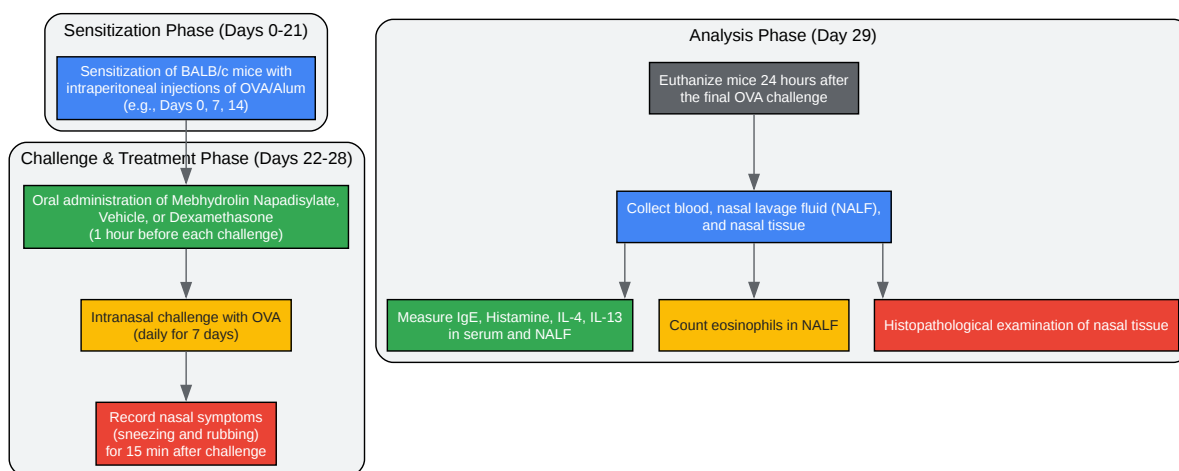 Sensitization Phase (Days 0-21)
Sensitization of BALB/c mice with
intraperitoneal injections of OVA/Alum
(e.g., Days 0, 7, 14)
Challenge & Treatment Phase (Days 22-28)
Oral administration of Mebhydrolin Napadisylate,
Vehicle, or Dexamethasone
(1 hour before each challenge)
Intranasal challenge with OVA
(daily for 7 days)
Record nasal symptoms
(sneezing and rubbing)
for 15 min after challenge
Analysis Phase (Day 29)
Euthanize mice 24 hours after
the final OVA challenge
Collect blood, nasal lavage fluid (NALF),
and nasal tissue
Measure IgE, Histamine, IL-4, IL-13
in serum and NALF
Count eosinophils in NALF
Histopathological examination of nasal tissue